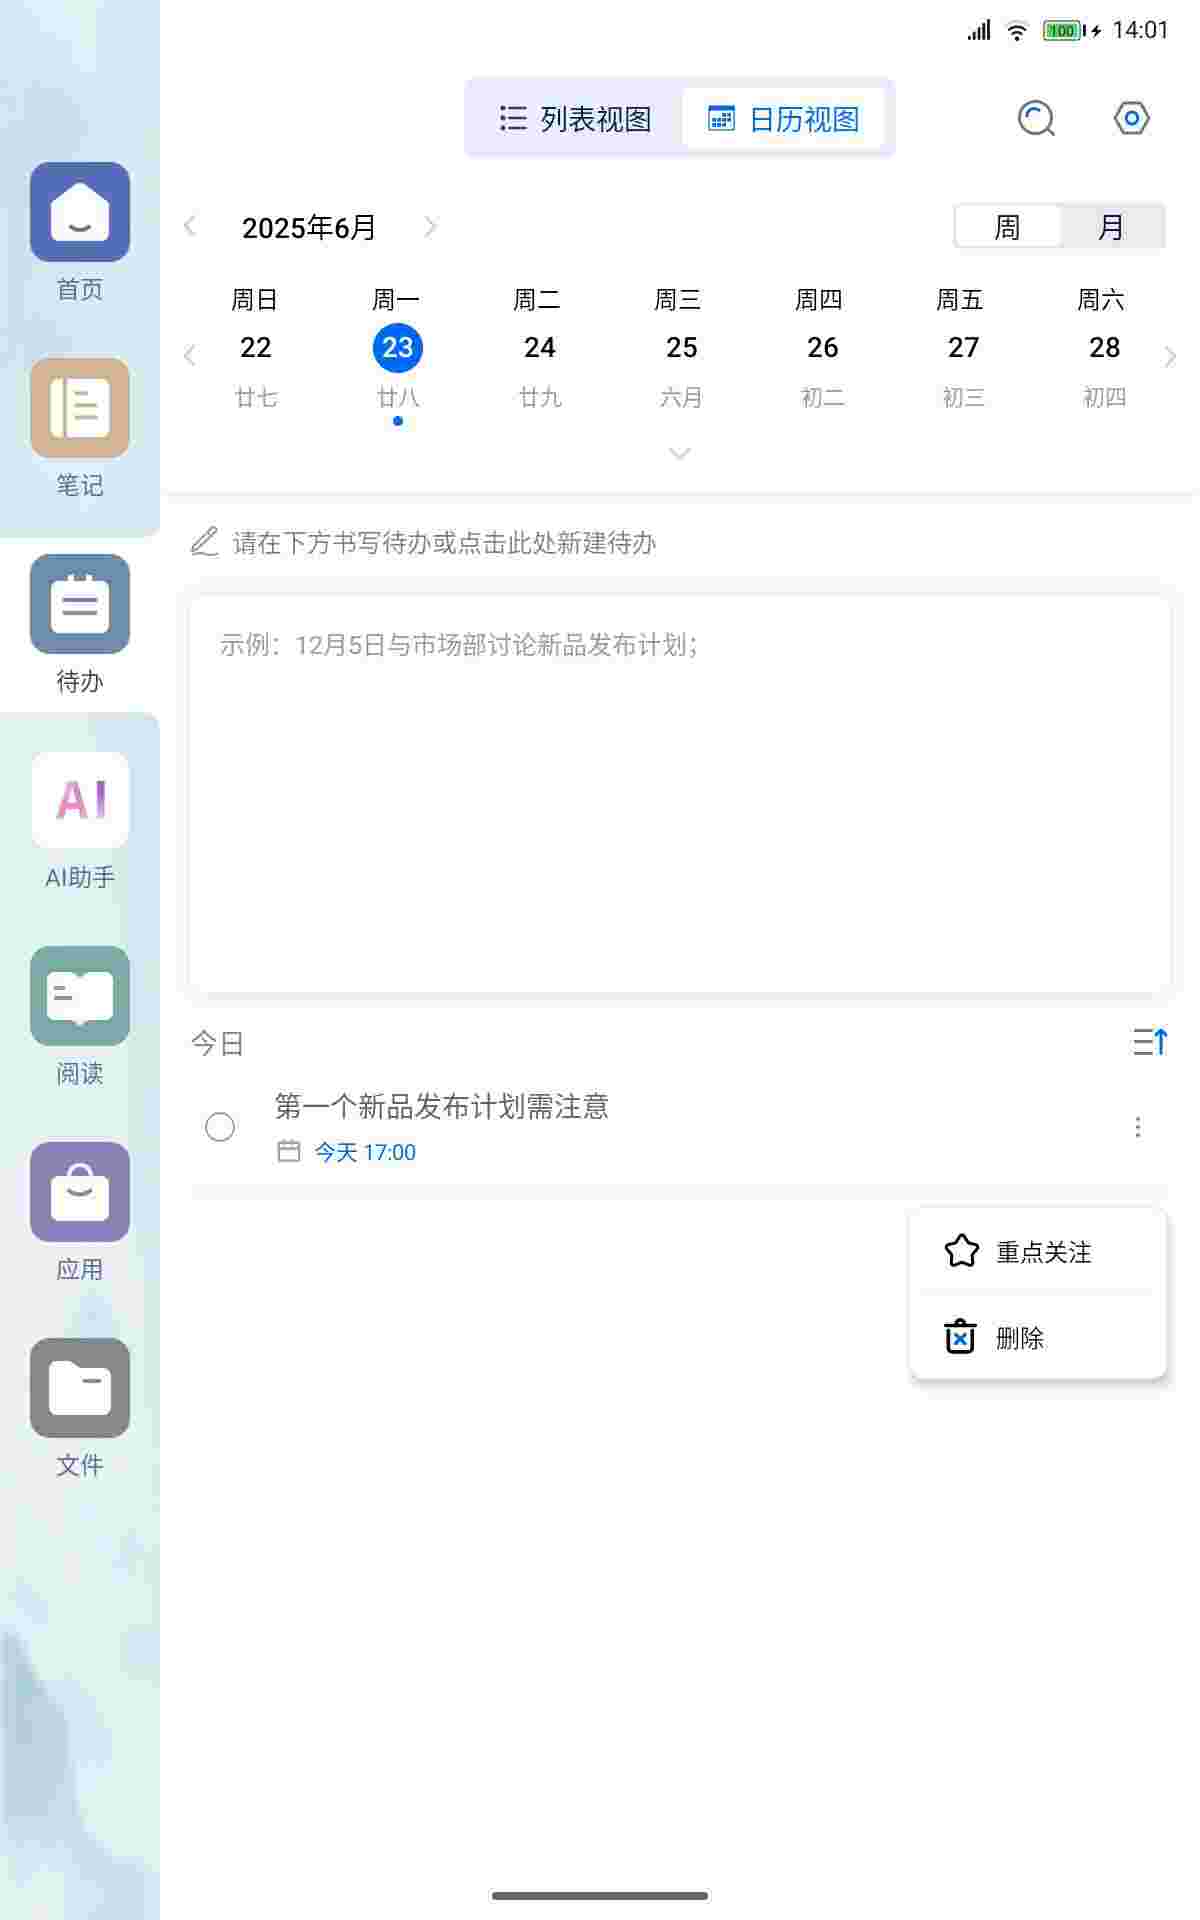 100 14:01
列表视图 日历视图
2025年6月 周 月
周日 周一 周二 周三 周四 周五 周六
22 23 24 25 26 27 28
廿七 廿八 廿九 六月 初二 初三 初四
请在下方书写待办或点击此处新建待办
示例：12月5日与市场部讨论新品发布计划；
今日
第一个新品发布计划需注意
今天 17:00
重点关注
删除
首页
笔记
待办
AI
AI助手
阅读
应用
文件